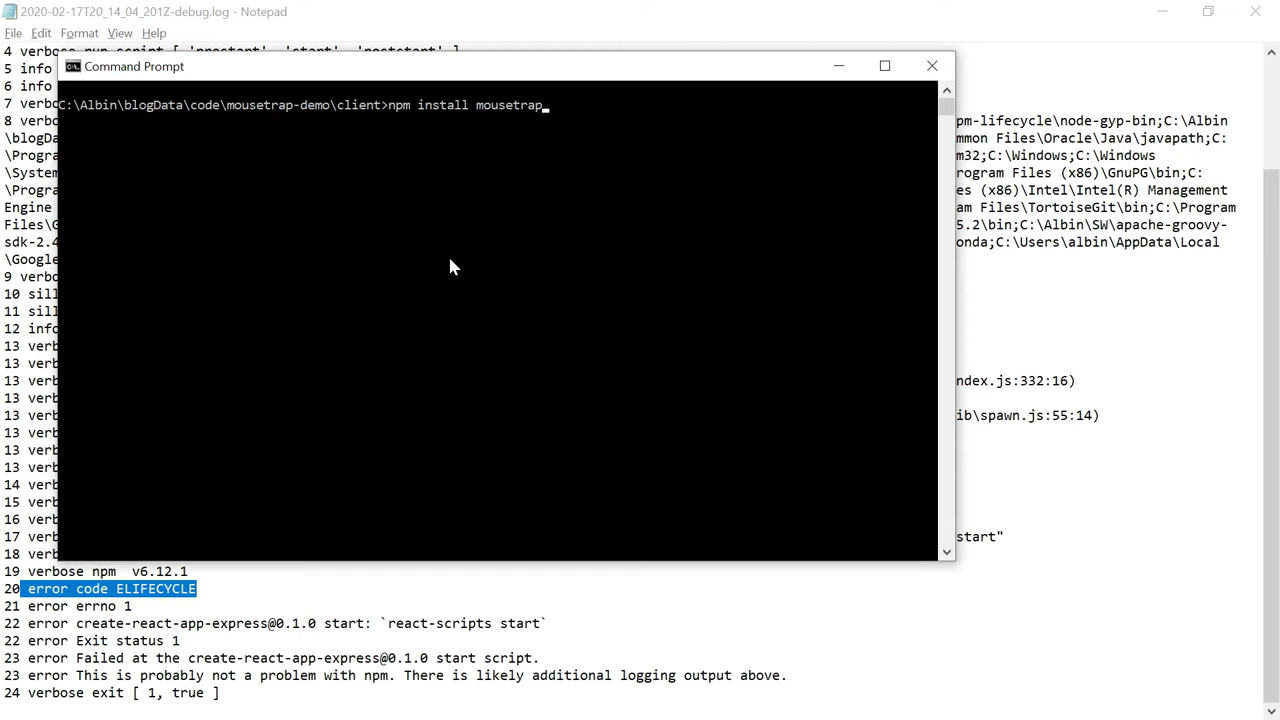 2020-02-17T20_14_04_201Z-debug.log - Notepad
File Edit Format View Help
4 verbose run-script [ 'prestart', 'start', 'poststart' ]
Command Prompt
C:\Albin\blogData\code\mousetrap-demo\client>npm install mousetrap
5 info
6 info
7 verbo
8 verbo pm-lifecycle\node-gyp-bin;C:\Albin
\blogDa mmon Files\Oracle\Java\javapath;C:
\Progra m32;C:\Windows;C:\Windows
\System rogram Files (x86)\GnuPG\bin;C:
\Progra es (x86)\Intel\Intel(R) Management
Engine am Files\TortoiseGit\bin;C:\Program
Files\G 5.2\bin;C:\Albin\SW\apache-groovy-
sdk-2.4 onda;C:\Users\albin\AppData\Local
\Google
9 verbo
10 sill
11 sill
12 info
13 verb
13 verb
13 verb ndex.js:332:16)
13 verb
13 verb ib\spawn.js:55:14)
13 verb
13 verb
13 verb
14 verb
15 verb
16 verb
17 verb start"
18 verb
19 verbose npm v6.12.1
20 error code ELIFECYCLE
21 error errno 1
22 error create-react-app-express@0.1.0 start: `react-scripts start`
22 error Exit status 1
23 error Failed at the create-react-app-express@0.1.0 start script.
23 error This is probably not a problem with npm. There is likely additional logging output above.
24 verbose exit [ 1, true ]